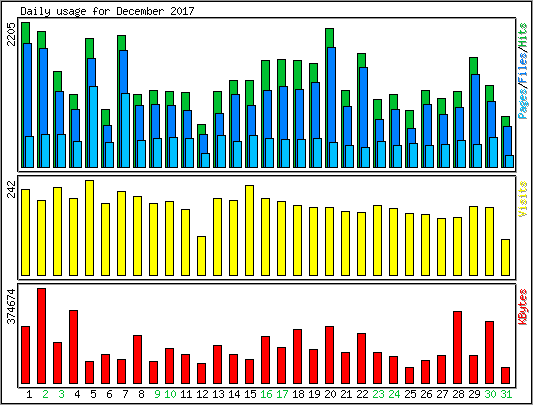 Daily usage for December 2017
2205
Pages/Files/Hits
242
Visits
374674
KBytes
1 2 3 4 5 6 7 8 9 10 11 12 13 14 15 16 17 18 19 20 21 22 23 24 25 26 27 28 29 30 31